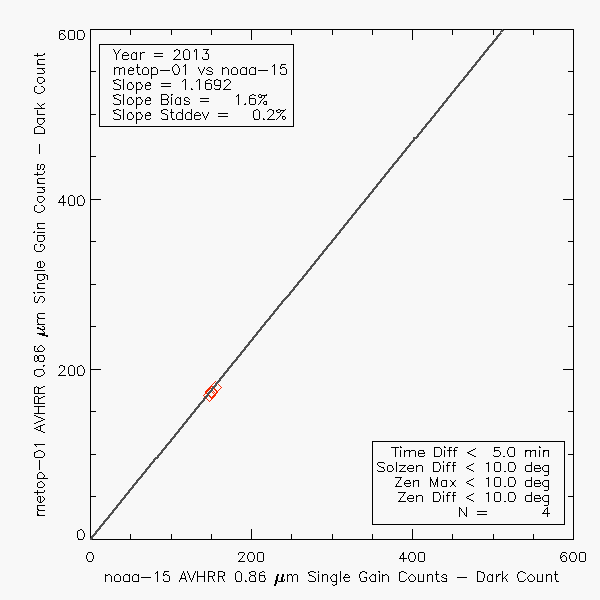 600
400
200
0
metop-01 AVHRR 0.86 μm Single Gain Counts - Dark Count
Year = 2013
metop-01 vs noaa-15
Slope = 1.1692
Slope Bias = 1.6%
Slope Stddev = 0.2%
Time Diff < 5.0 min
Solzen Diff < 10.0 deg
Zen Max < 10.0 deg
Zen Diff < 10.0 deg
N = 4
0 200 400 600
noaa-15 AVHRR 0.86 μm Single Gain Counts - Dark Count